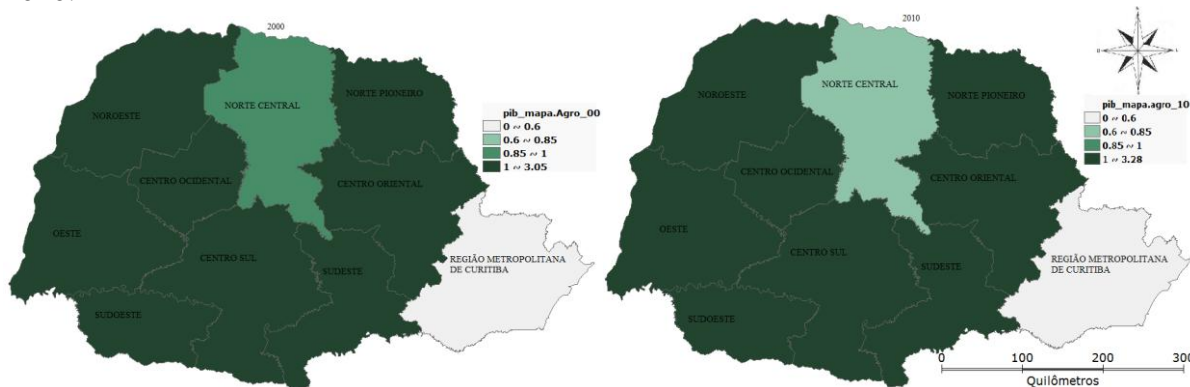 2000
NOROESTE
NORTE CENTRAL
NORTE PIONEIRO
CENTRO OCIDENTAL
CENTRO ORIENTAL
OESTE
CENTRO SUL
SUDESTE
REGIÃO METROPOLITANA
DE CURITIBA
SUDOESTE
pib_mapa.Agro_00
0 ~ 0.6
0.6 ~ 0.85
0.85 ~ 1
1 ~ 3.05
2010
NOROESTE
NORTE CENTRAL
NORTE PIONEIRO
CENTRO OCIDENTAL
CENTRO ORIENTAL
OESTE
CENTRO SUL
SUDESTE
REGIÃO METROPOLITANA
DE CURITIBA
SUDOESTE
pib_mapa.agro_10
0 ~ 0.6
0.6 ~ 0.85
0.85 ~ 1
1 ~ 3.28
0 100 200 300
Quilômetros